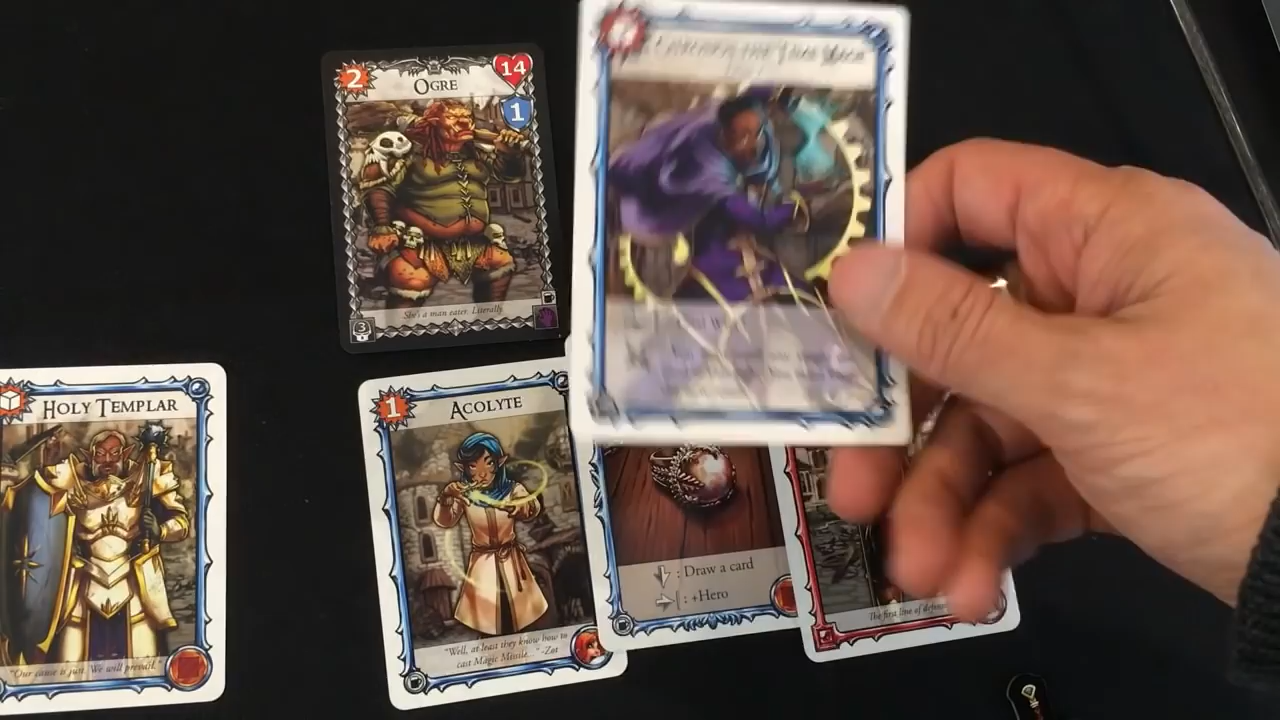 2
OGRE
14
1
She's a man eater. Literally.
3
HOLY TEMPLAR
"Our cause is just. We will prevail."
1
ACOLYTE
"Well, at least they know how to
cast Magic Missile..." -Zot
: Draw a card
: +Hero
The first line of defense